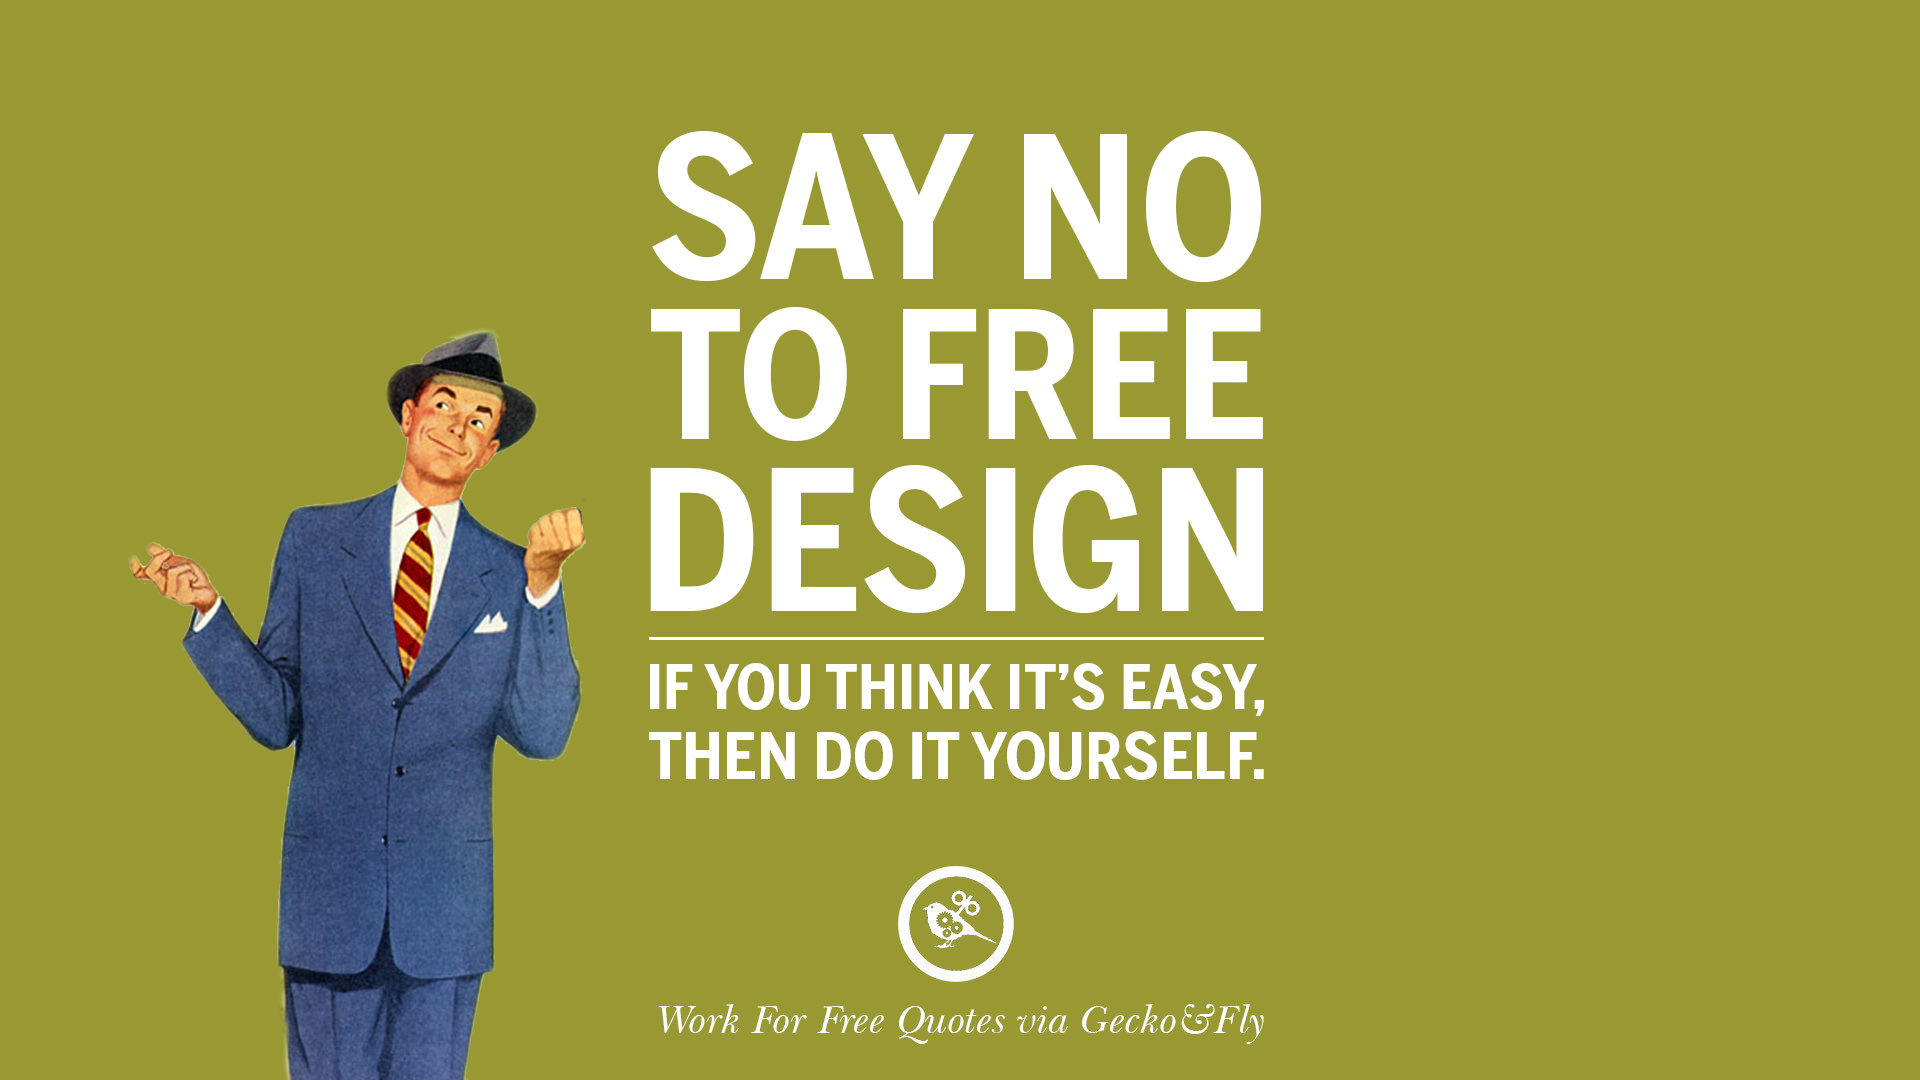 SAY NO
TO FREE
DESIGN
IF YOU THINK IT’S EASY,
THEN DO IT YOURSELF.
Work For Free Quotes via Gecko&Fly